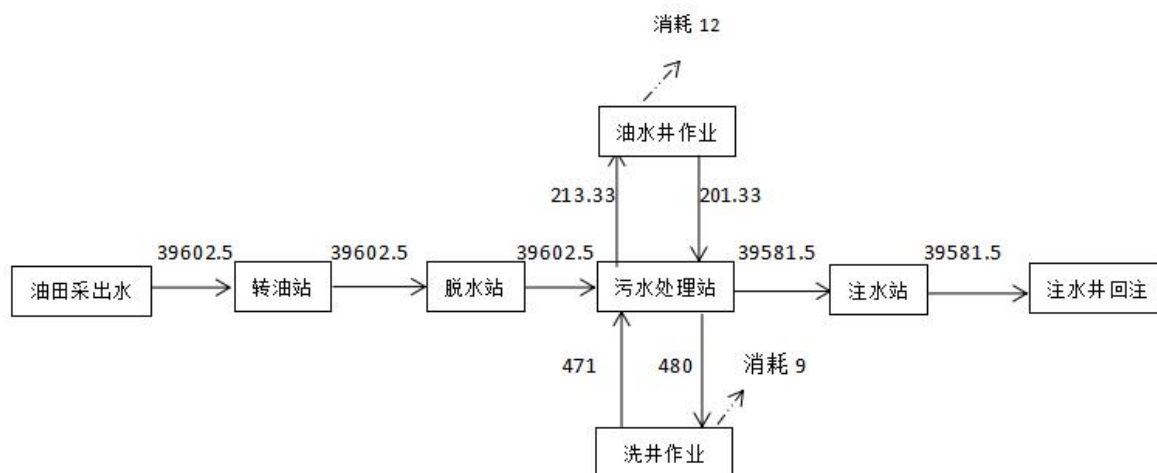 消耗 12
油水井作业
213.33
201.33
39602.5
39602.5
39602.5
39581.5
39581.5
油田采出水
转油站
脱水站
污水处理站
注水站
注水井回注
471
480
消耗 9
洗井作业